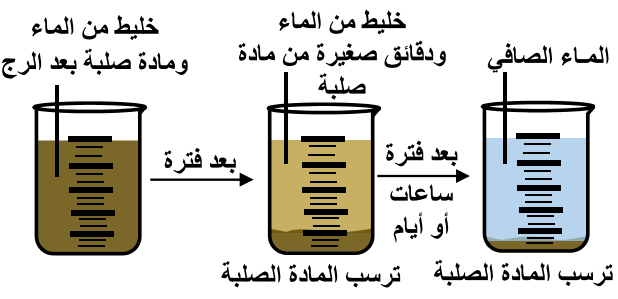 خليط من الماء
ومادة صلبة بعد الرج
بعد فترة
خليط من الماء
ودقائق صغيرة من مادة
صلبة
ترسب المادة الصلبة
بعد فترة
ساعات
أو أيام
المـاء الصافي
ترسب المادة الصلبة